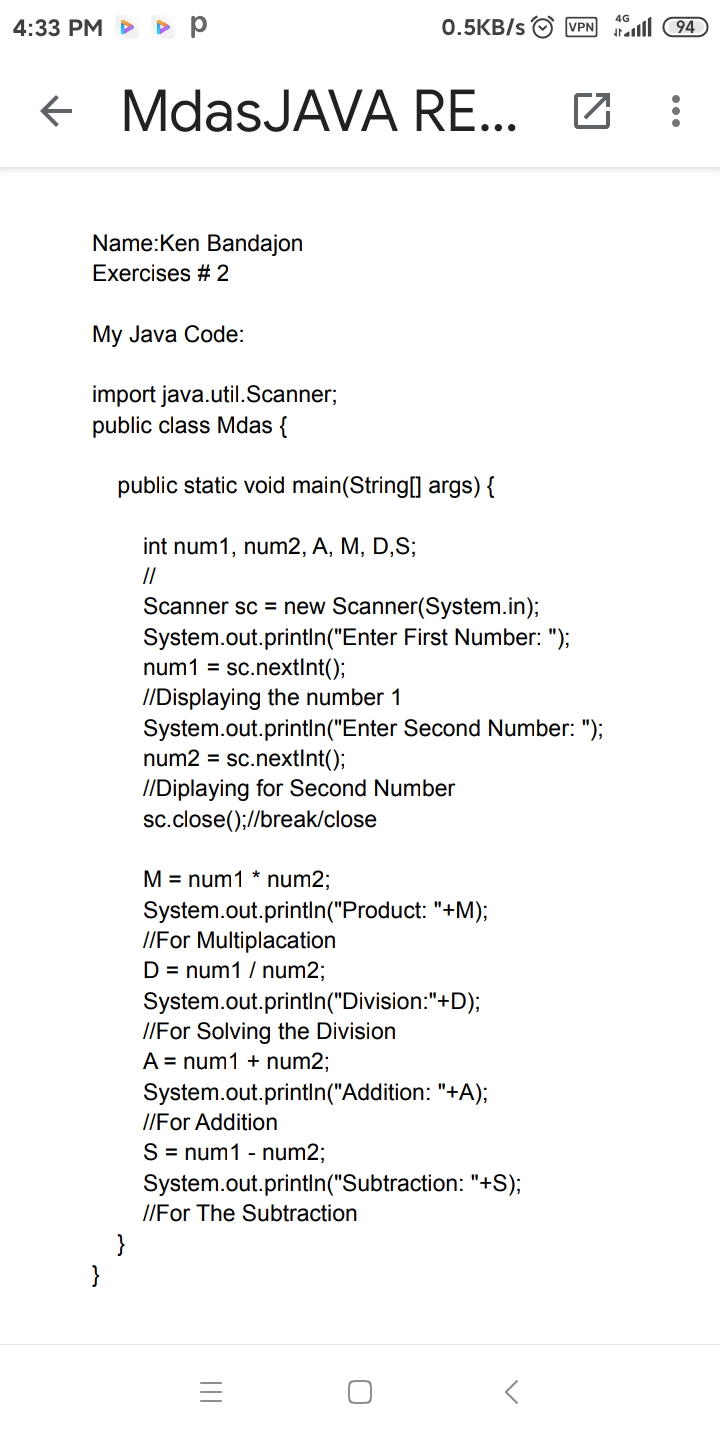 4:33 PM p 0.5KB/s VPN 4G 94
MdasJAVA RE...
Name:Ken Bandajon
Exercises # 2
My Java Code:
import java.util.Scanner;
public class Mdas {
public static void main(String[] args) {
int num1, num2, A, M, D,S;
//
Scanner sc = new Scanner(System.in);
System.out.println("Enter First Number: ");
num1 = sc.nextInt();
//Displaying the number 1
System.out.println("Enter Second Number: ");
num2 = sc.nextInt();
//Diplaying for Second Number
sc.close();//break/close
M = num1 * num2;
System.out.println("Product: "+M);
//For Multiplacation
D = num1 / num2;
System.out.println("Division:"+D);
//For Solving the Division
A = num1 + num2;
System.out.println("Addition: "+A);
//For Addition
S = num1 - num2;
System.out.println("Subtraction: "+S);
//For The Subtraction
}
}